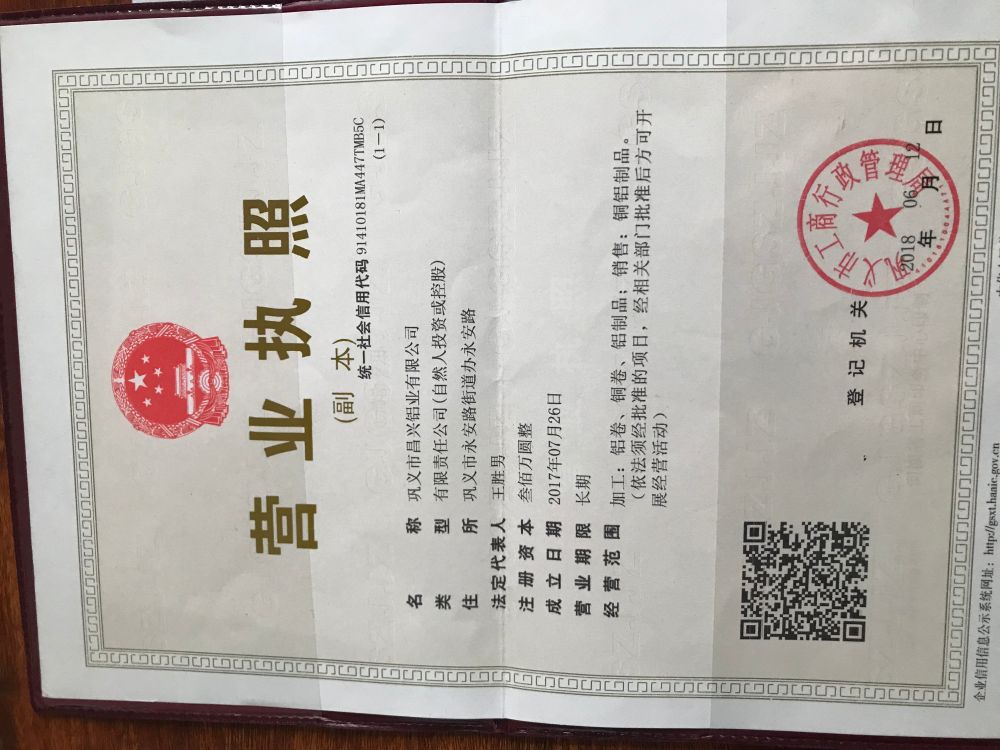 营业执照
(副 本)
统一社会信用代码 91410181MA447TMB5C
(1-1)
名 称 巩义市昌兴铝业有限公司
类 型 有限责任公司(自然人投资或控股)
住 所 巩义市永安路街道办永安路
法定代表人 王胜男
注册资本 叁佰万圆整
成立日期 2017年07月26日
营业期限 长期
经营范围 加工：铝卷、铜卷、铝制品；销售：铜铝制品。
（依法须经批准的项目，经相关部门批准后方可开
展经营活动）
登记机关
巩义市工商行政管理局
2018 年 06 月 12 日
企业信用信息公示系统网址：http://gsxt.haaic.gov.cn